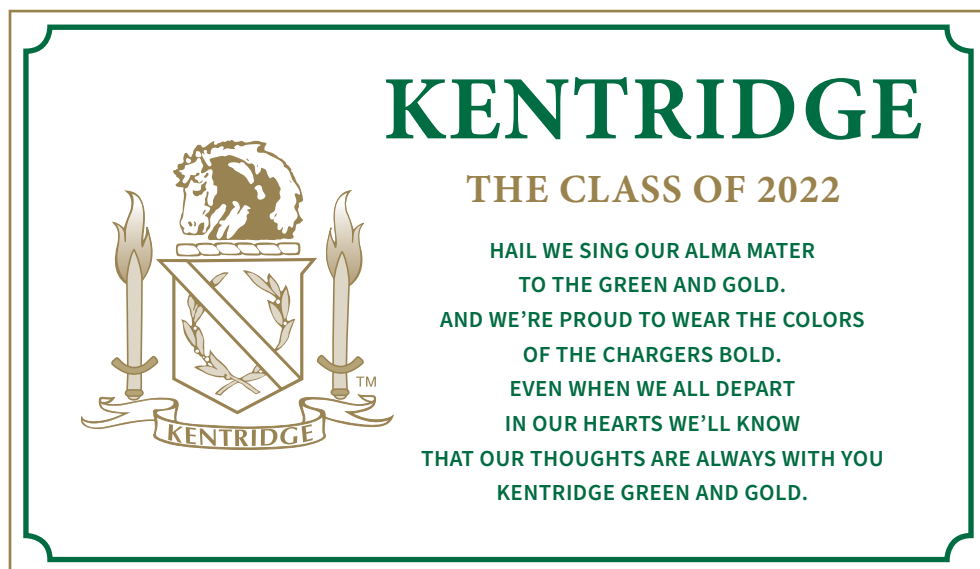 KENTRIDGE
THE CLASS OF 2022
HAIL WE SING OUR ALMA MATER
TO THE GREEN AND GOLD.
AND WE’RE PROUD TO WEAR THE COLORS
OF THE CHARGERS BOLD.
EVEN WHEN WE ALL DEPART
IN OUR HEARTS WE’LL KNOW
THAT OUR THOUGHTS ARE ALWAYS WITH YOU
KENTRIDGE GREEN AND GOLD.
TM
KENTRIDGE